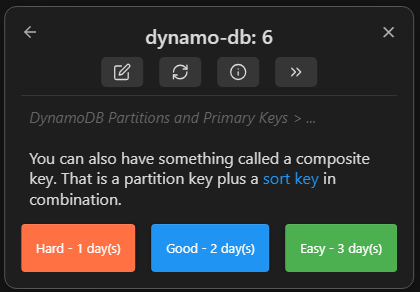 dynamo-db: 6
DynamoDB Partitions and Primary Keys > ...
You can also have something called a composite
key. That is a partition key plus a sort key in
combination.
Hard - 1 day(s)
Good - 2 day(s)
Easy - 3 day(s)